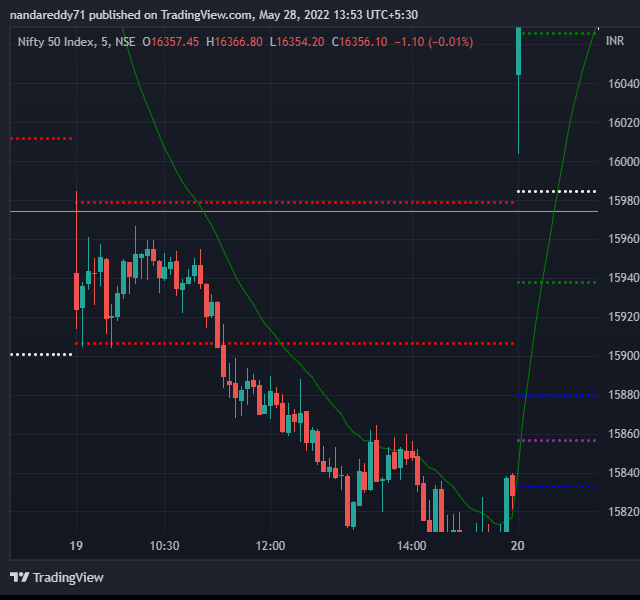 nandareddy71 published on TradingView.com, May 28, 2022 13:53 UTC+5:30
Nifty 50 Index, 5, NSE O16357.45 H16366.80 L16354.20 C16356.10 −1.10 (−0.01%)
INR
16040
16020
16000
15980
15960
15940
15920
15900
15880
15860
15840
15820
19 10:30 12:00 14:00 20
TradingView